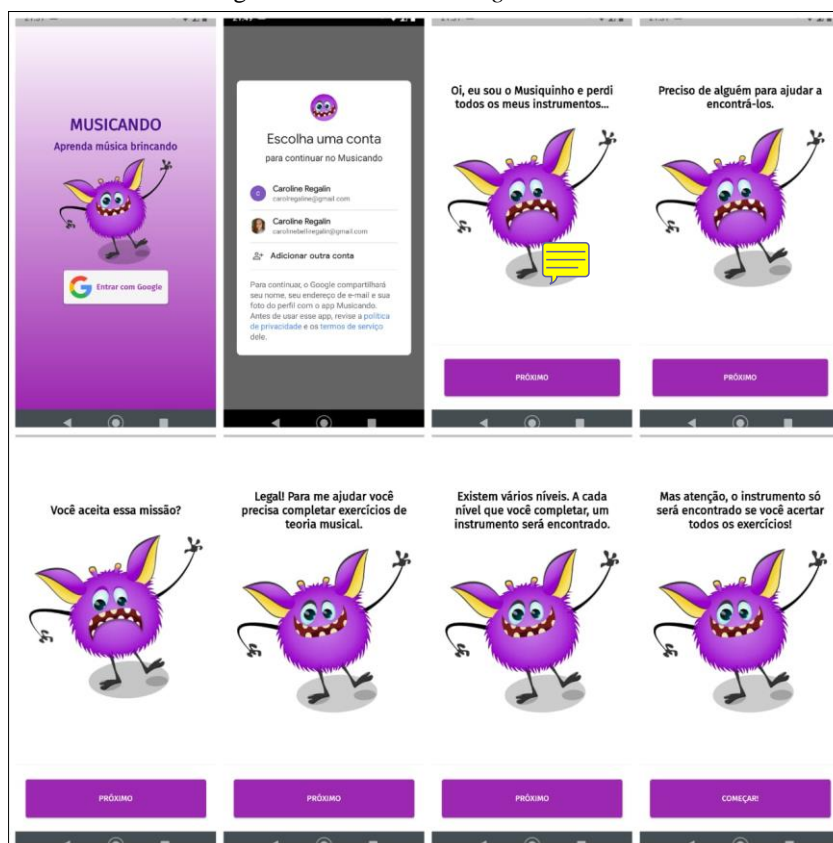 MUSICANDO
Aprenda música brincando
Entrar com Google
Escolha uma conta
para continuar no Musicando
C
Caroline Regalin
carolregaline@gmail.com
Caroline Regalin
carolinebelliregalin@gmail.com
Adicionar outra conta
Para continuar, o Google compartilhará
seu nome, seu endereço de e-mail e sua
foto do perfil com o app Musicando.
Antes de usar esse app, revise a política
de privacidade e os termos de serviço
dele.
Oi, eu sou o Musiquinho e perdi
todos os meus instrumentos...
PRÓXIMO
Preciso de alguém para ajudar a
encontrá-los.
PRÓXIMO
Você aceita essa missão?
PRÓXIMO
Legal! Para me ajudar você
precisa completar exercícios de
teoria musical.
PRÓXIMO
Existem vários níveis. A cada
nível que você completar, um
instrumento será encontrado.
PRÓXIMO
Mas atenção, o instrumento só
será encontrado se você acertar
todos os exercícios!
COMEÇAR!